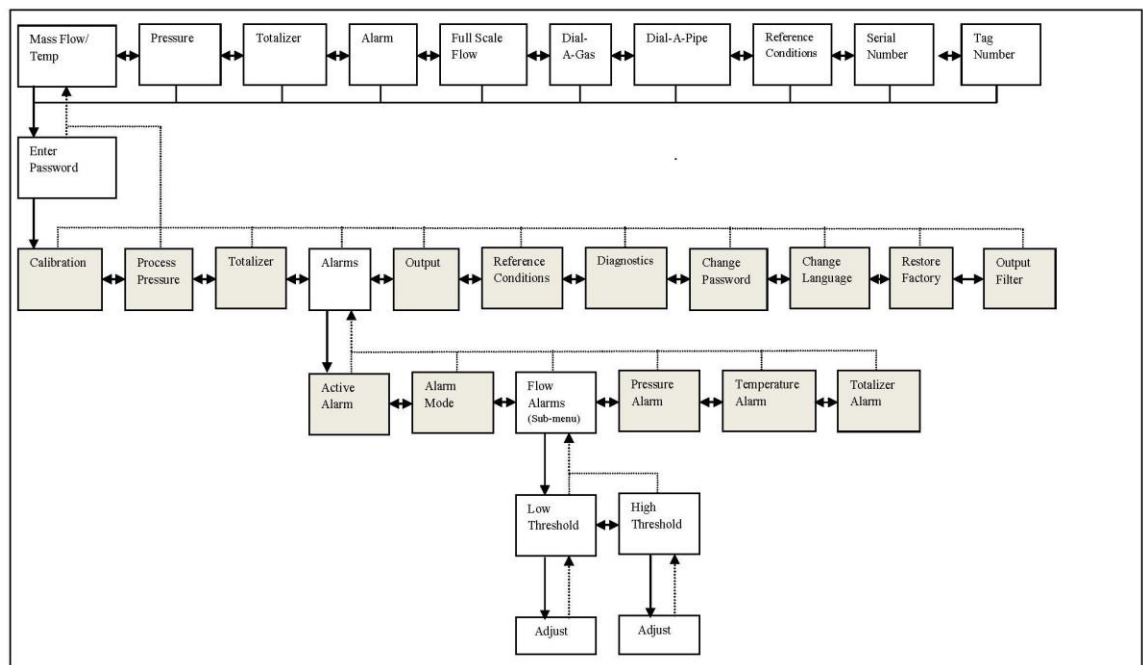 Mass Flow/
Temp
Pressure
Totalizer
Alarm
Full Scale
Flow
Dial-
A-Gas
Dial-A-Pipe
Reference
Conditions
Serial
Number
Tag
Number
Enter
Password
Calibration
Process
Pressure
Totalizer
Alarms
Output
Reference
Conditions
Diagnostics
Change
Password
Change
Language
Restore
Factory
Output
Filter
Active
Alarm
Alarm
Mode
Flow
Alarms
(Sub-menu)
Pressure
Alarm
Temperature
Alarm
Totalizer
Alarm
Low
Threshold
High
Threshold
Adjust
Adjust